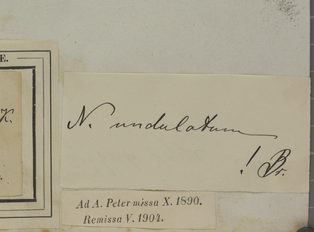 E.
K.
N. undulatum
! Br.
Ad A. Peter missa X. 1890.
Remissa V. 1904.